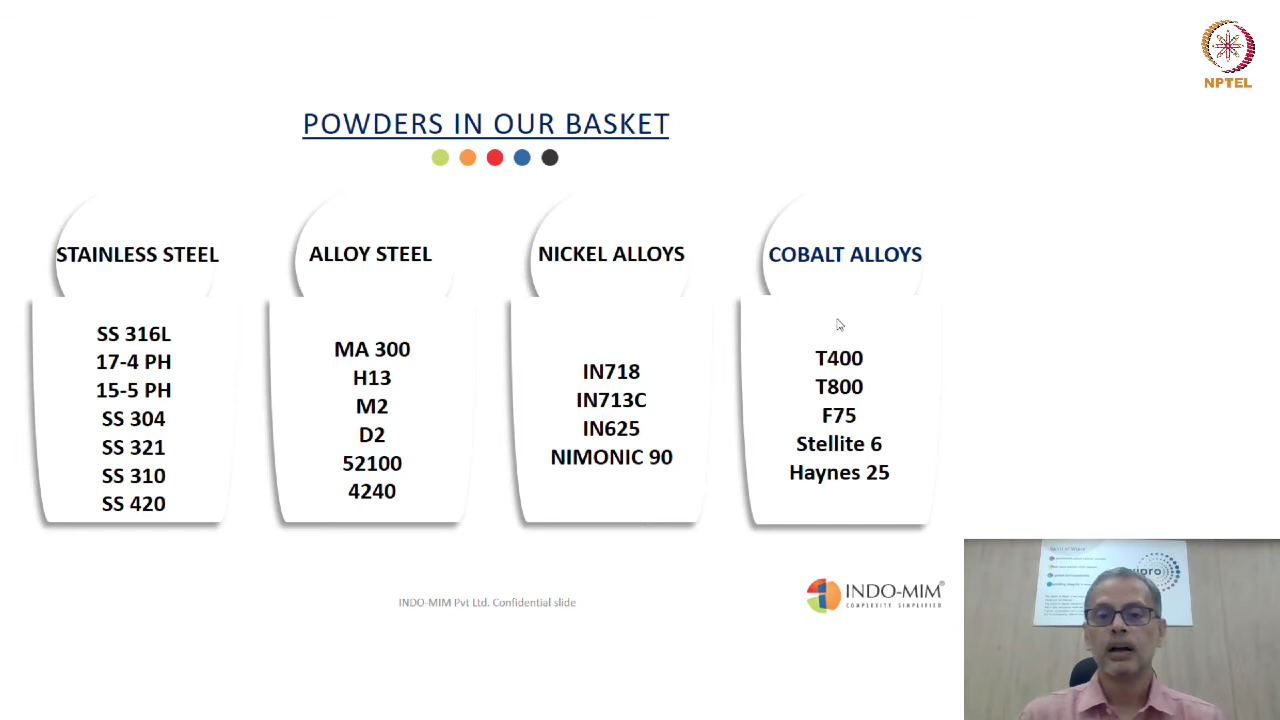 NPTEL
POWDERS IN OUR BASKET
STAINLESS STEEL
SS 316L
17-4 PH
15-5 PH
SS 304
SS 321
SS 310
SS 420
ALLOY STEEL
MA 300
H13
M2
D2
52100
4240
NICKEL ALLOYS
IN718
IN713C
IN625
NIMONIC 90
COBALT ALLOYS
T400
T800
F75
Stellite 6
Haynes 25
INDO-MIM Pvt Ltd. Confidential slide
INDO-MIM®
COMPLEXITY SIMPLIFIED